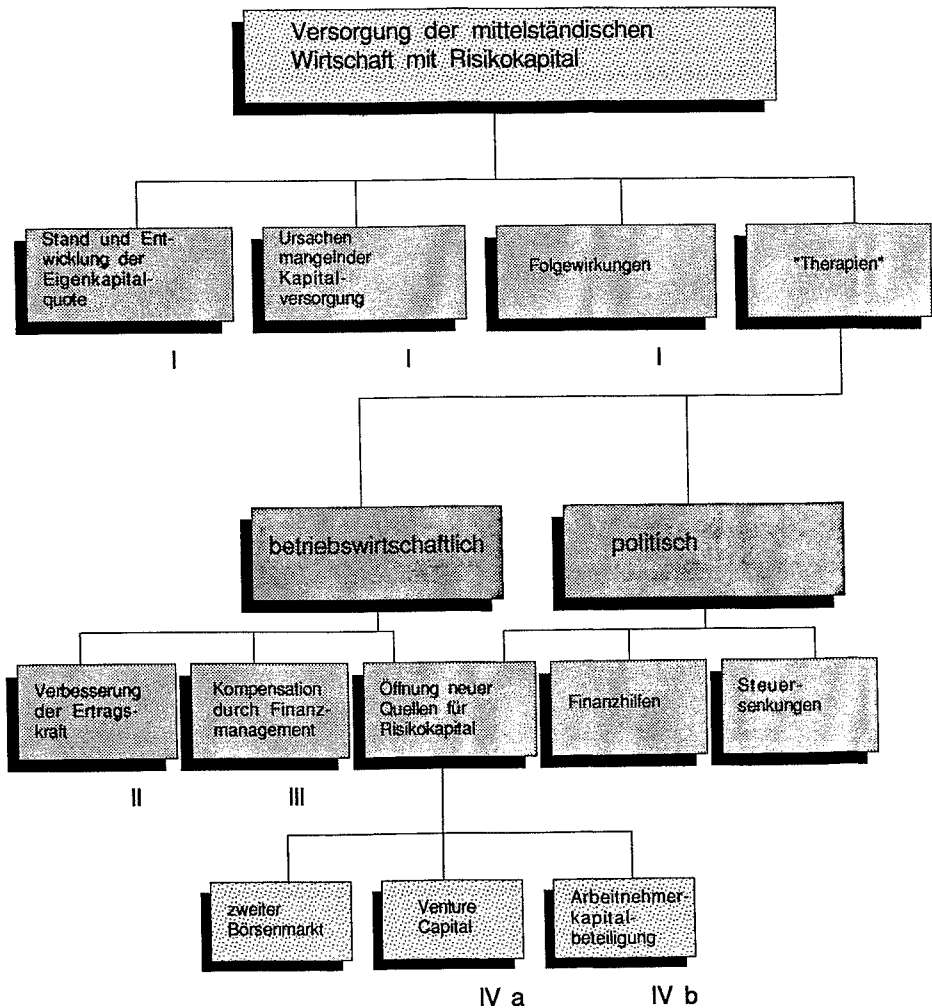 Versorgung der mittelständischen
Wirtschaft mit Risikokapital
Stand und Ent-
wicklung der
Eigenkapital-
quote
Ursachen
mangelnder
Kapital-
versorgung
Folgewirkungen
"Therapien"
I
I
I
betriebswirtschaftlich
politisch
Verbesserung
der Ertrags-
kraft
Kompensation
durch Finanz-
management
Öffnung neuer
Quellen für
Risikokapital
Finanzhilfen
Steuer-
senkungen
II
III
zweiter
Börsenmarkt
Venture
Capital
Arbeitnehmer-
kapital-
beteiligung
IV a
IV b